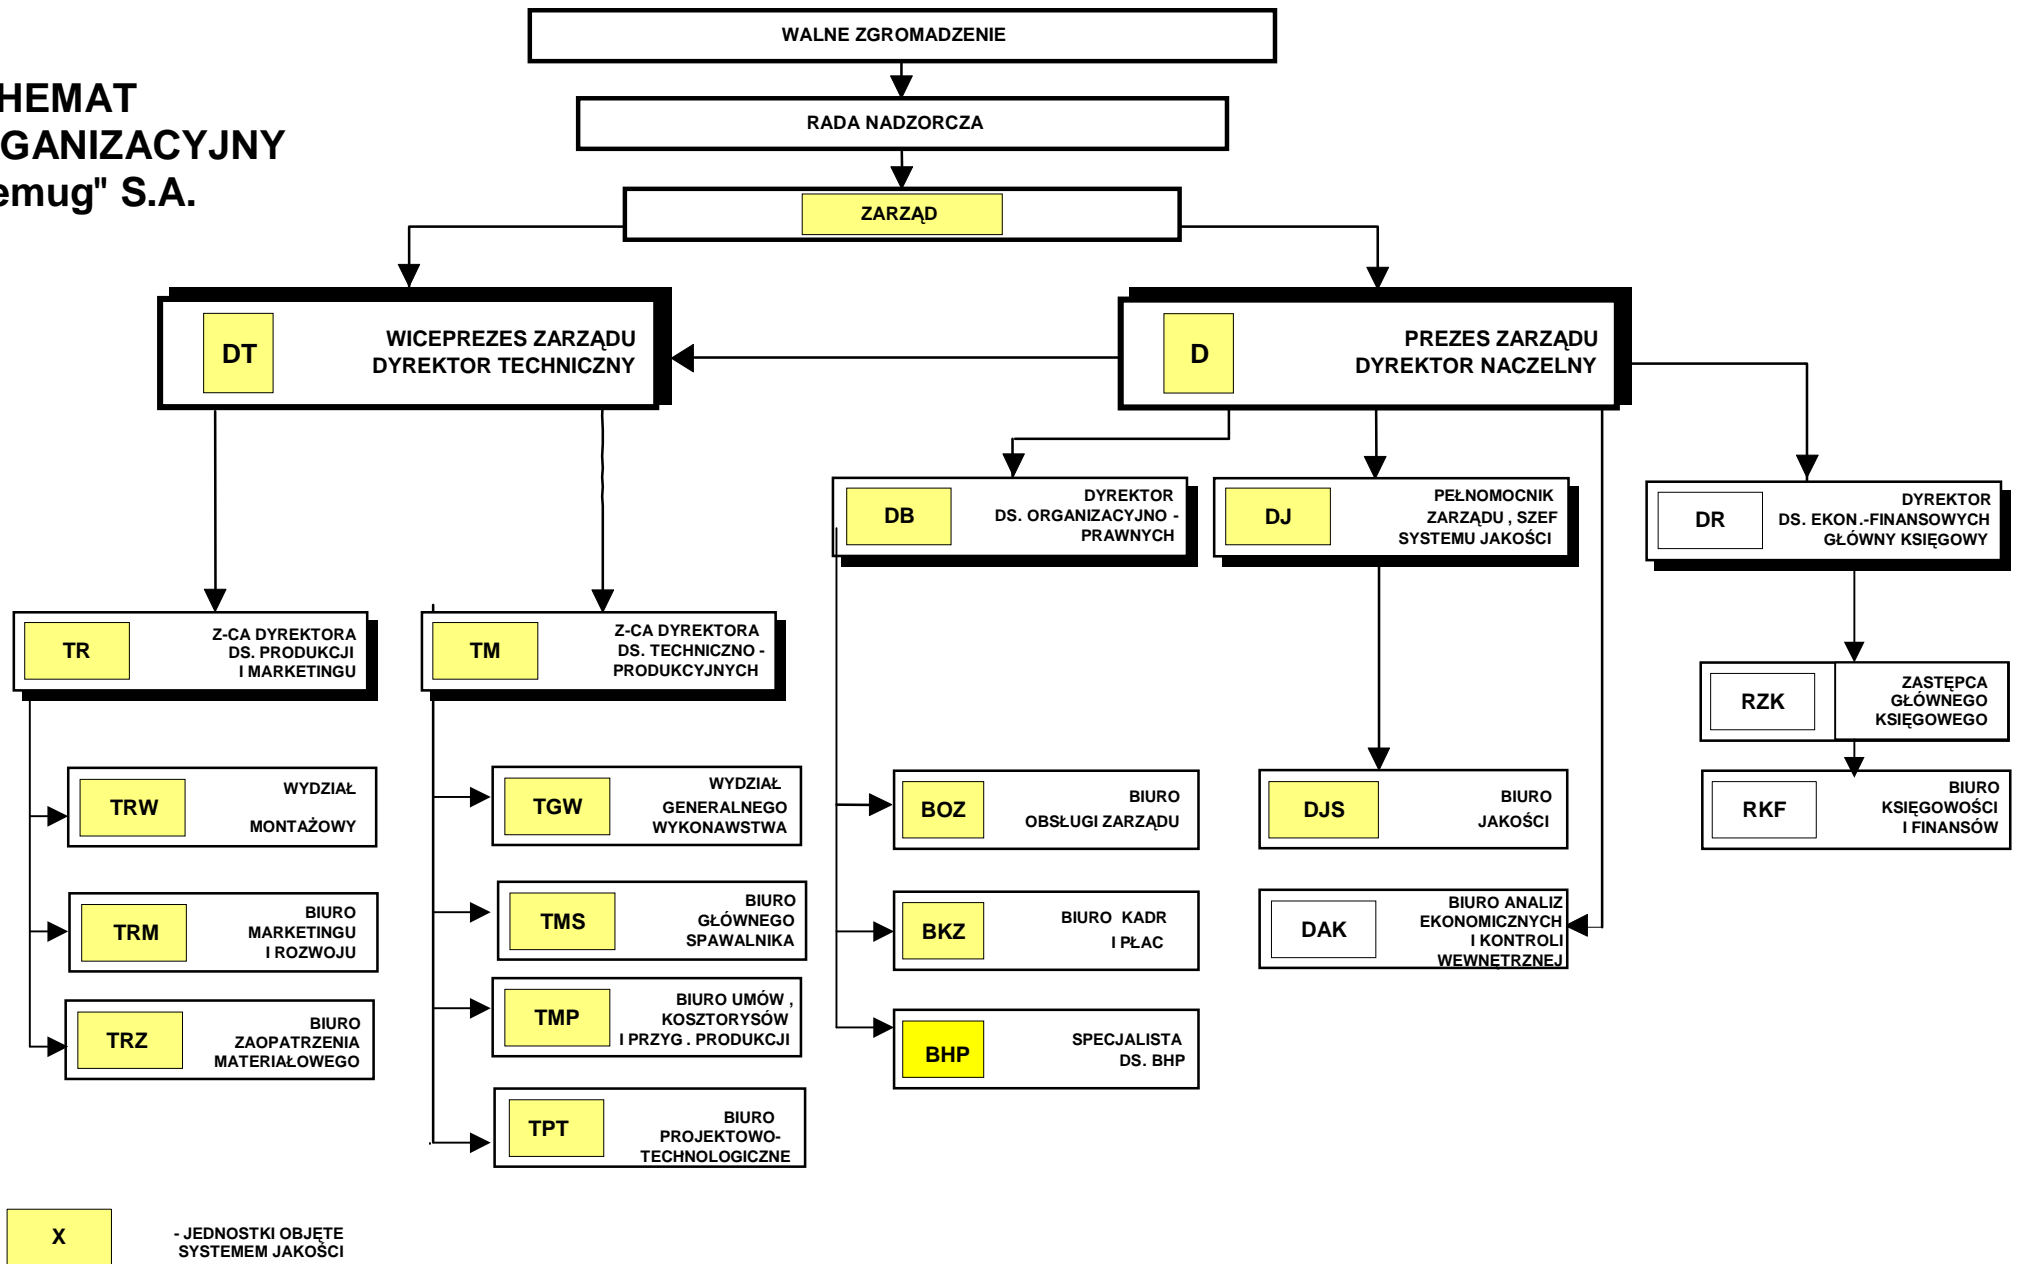 WALNE ZGROMADZENIE
HEMAT
GANIZACYJNY
emug" S.A.
RADA NADZORCZA
ZARZĄD
DT
WICEPREZES ZARZĄDU
DYREKTOR TECHNICZNY
D
PREZES ZARZĄDU
DYREKTOR NACZELNY
DB
DYREKTOR
DS. ORGANIZACYJNO -
PRAWNYCH
DJ
PEŁNOMOCNIK
ZARZĄDU , SZEF
SYSTEMU JAKOŚCI
DR
DYREKTOR
DS. EKON.-FINANSOWYCH
GŁÓWNY KSIĘGOWY
TR
Z-CA DYREKTORA
DS. PRODUKCJI
I MARKETINGU
TM
Z-CA DYREKTORA
DS. TECHNICZNO -
PRODUKCYJNYCH
RZK
ZASTĘPCA
GŁÓWNEGO
KSIĘGOWEGO
TRW
WYDZIAŁ
MONTAŻOWY
TGW
WYDZIAŁ
GENERALNEGO
WYKONAWSTWA
BOZ
BIURO
OBSŁUGI ZARZĄDU
DJS
BIURO
JAKOŚCI
RKF
BIURO
KSIĘGOWOŚCI
I FINANSÓW
TRM
BIURO
MARKETINGU
I ROZWOJU
TMS
BIURO
GŁÓWNEGO
SPAWALNIKA
BKZ
BIURO KADR
I PŁAC
DAK
BIURO ANALIZ
EKONOMICZNYCH
I KONTROLI
WEWNĘTRZNEJ
TRZ
BIURO
ZAOPATRZENIA
MATERIAŁOWEGO
TMP
BIURO UMÓW ,
KOSZTORYSÓW
I PRZYG . PRODUKCJI
BHP
SPECJALISTA
DS. BHP
TPT
BIURO
PROJEKTOWO-
TECHNOLOGICZNE
X
- JEDNOSTKI OBJĘTE
SYSTEMEM JAKOŚCI